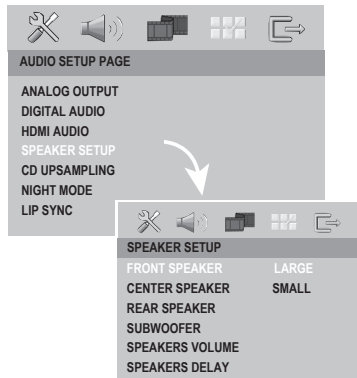 AUDIO SETUP PAGE
ANALOG OUTPUT
DIGITAL AUDIO
HDMI AUDIO
SPEAKER SETUP
CD UPSAMPLING
NIGHT MODE
LIP SYNC
SPEAKER SETUP
FRONT SPEAKER LARGE
CENTER SPEAKER SMALL
REAR SPEAKER
SUBWOOFER
SPEAKERS VOLUME
SPEAKERS DELAY